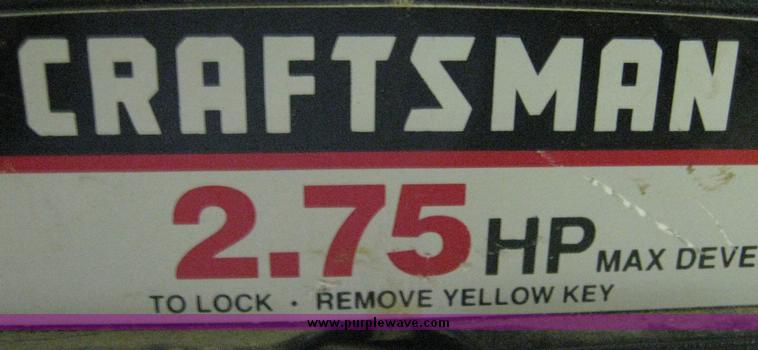 CRAFTSMAN
2.75 HP MAX DEVE
TO LOCK • REMOVE YELLOW KEY
www.purplewave.com